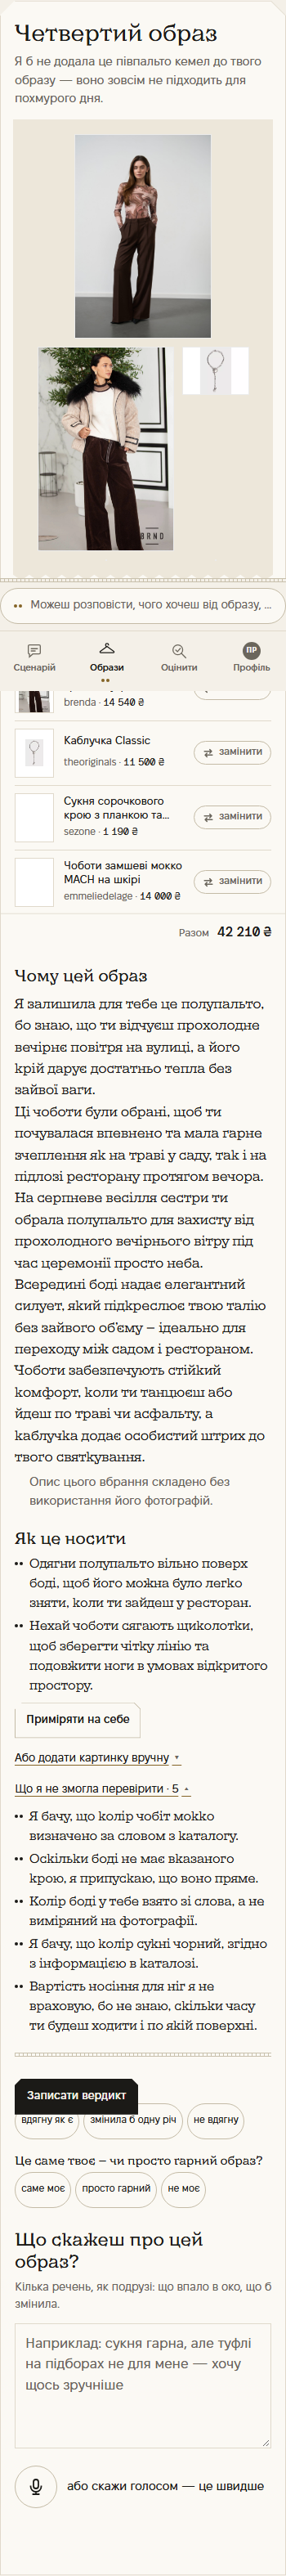 Четвертий образ
Я б не додала це півпальто кемел до твого
образу — воно зовсім не підходить для
похмурого дня.
BRND
Можеш розповісти, чого хочеш від образу, ...
Сценарій
Образи
Оцінити
ПР
Профіль
brenda · 14 540 ₴
Каблучка Classic
theoriginals · 11 500 ₴
замінити
Сукня сорочкового
крою з планкою та...
sezone · 1 190 ₴
замінити
Чоботи замшеві мокко
MACH на шкірі
emmeliedelage · 14 000 ₴
замінити
Разом 42 210 ₴
Чому цей образ
Я залишила для тебе це полупальто,
бо знаю, що ти відчуєш прохолодне
вечірнє повітря на вулиці, а його
крій дарує достатньо тепла без
зайвої ваги.
Ці чоботи були обрані, щоб ти
почувалася впевнено та мала гарне
зчеплення як на траві у саду, так і на
підлозі ресторану протягом вечора.
На серпневе весілля сестри ти
обрала полупальто для захисту від
прохолодного вечірнього вітру під
час церемонії просто неба.
Всередині боді надає елегантний
силует, який підкреслює твою талію
без зайвого об'єму — ідеально для
переходу між садом і рестораном.
Чоботи забезпечують стійкий
комфорт, коли ти танцюєш або
йдеш по траві чи асфальту, а
каблучка додає особистий штрих до
твого святкування.
Опис цього вбрання складено без
використання його фотографій.
Як це носити
•• Одягни полупальто вільно поверх
боді, щоб його можна було легко
зняти, коли ти зайдеш у ресторан.
•• Нехай чоботи сягають щиколотки,
щоб зберегти чітку лінію та
подовжити ноги в умовах відкритого
простору.
Приміряти на себе
Або додати картинку вручну
Що я не змогла перевірити · 5
•• Я бачу, що колір чобіт mokko
визначено за словом з каталогу.
•• Оскільки боді не має вказаного
крою, я припускаю, що воно пряме.
•• Колір боді у тебе взято зі слова, а не
виміряний на фотографії.
•• Я бачу, що колір сукні чорний, згідно
з інформацією в каталозі.
•• Вартість носіння для ніг я не
враховую, бо не знаю, скільки часу
ти будеш ходити і по якій поверхні.
Записати вердикт
вдягну як є
змінила б одну річ
не вдягну
Це саме твоє — чи просто гарний образ?
саме моє
просто гарний
не моє
Що скажеш про цей
образ?
Кілька речень, як подрузі: що впало в око, що б
змінила.
Наприклад: сукня гарна, але туфлі
на підборах не для мене — хочу
щось зручніше
або скажи голосом — це швидше